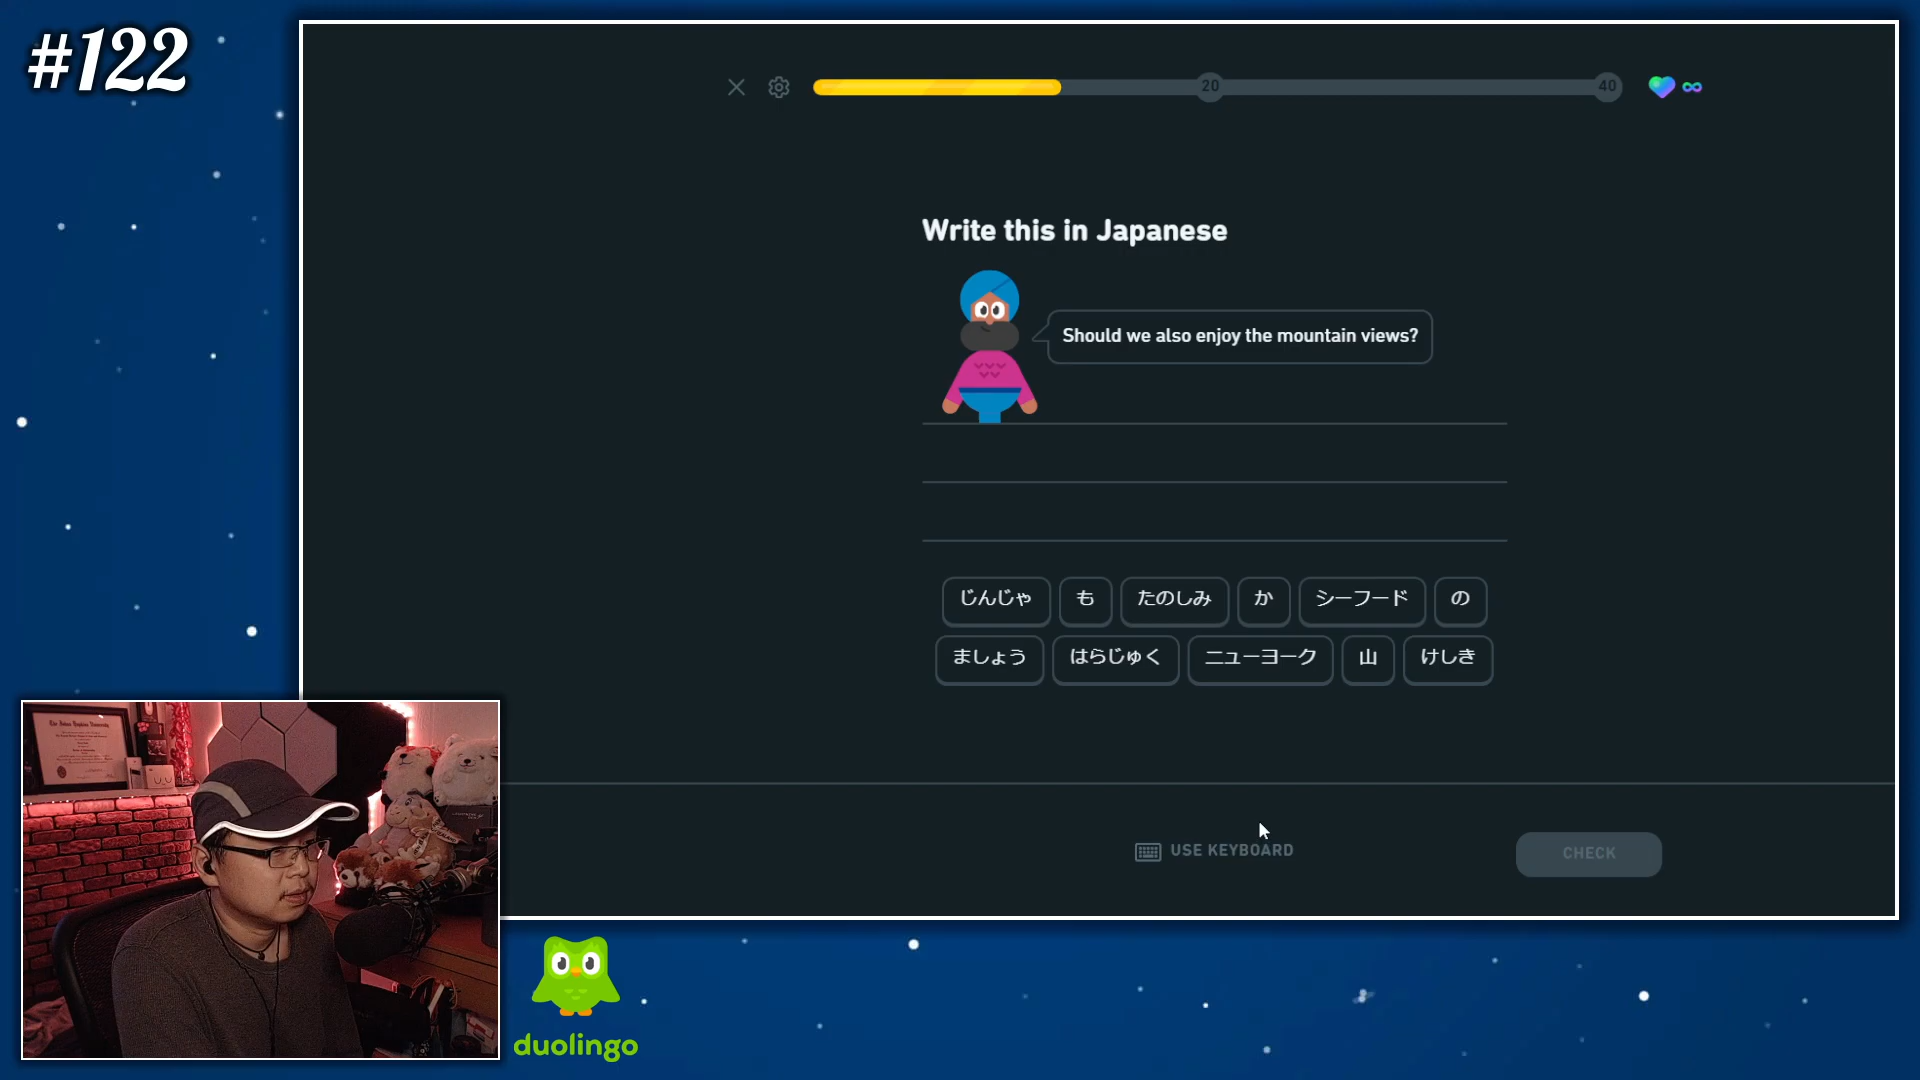 #122
20
40
Write this in Japanese
Should we also enjoy the mountain views?
じんじゃ も たのしみ か シーフード の
ましょう はらじゅく ニューヨーク 山 けしき
USE KEYBOARD
CHECK
duolingo